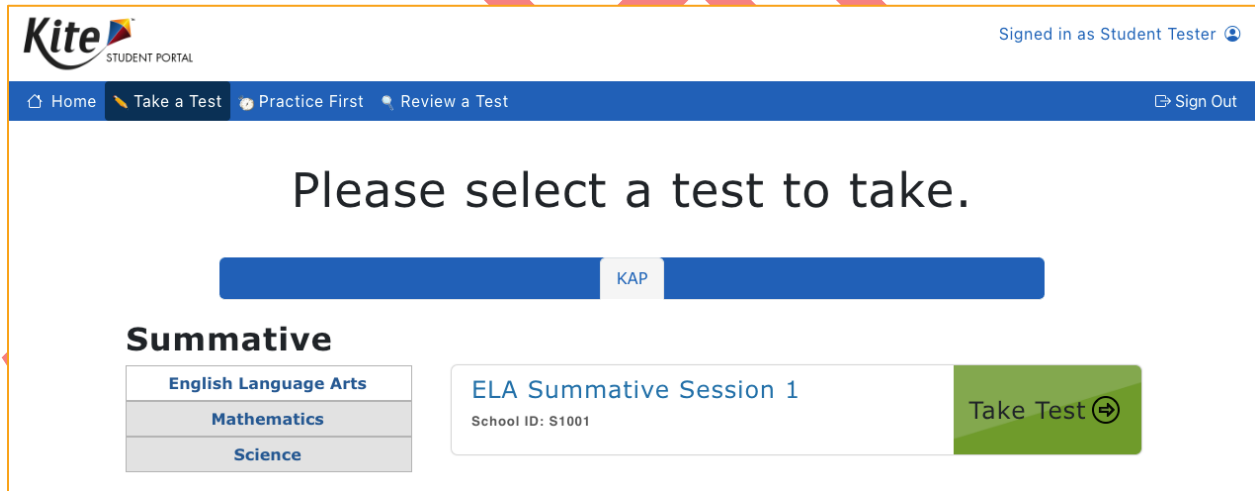 Kite
STUDENT PORTAL
Signed in as Student Tester
Home Take a Test Practice First Review a Test Sign Out
Please select a test to take.
KAP
Summative
English Language Arts
Mathematics
Science
ELA Summative Session 1
School ID: S1001
Take Test